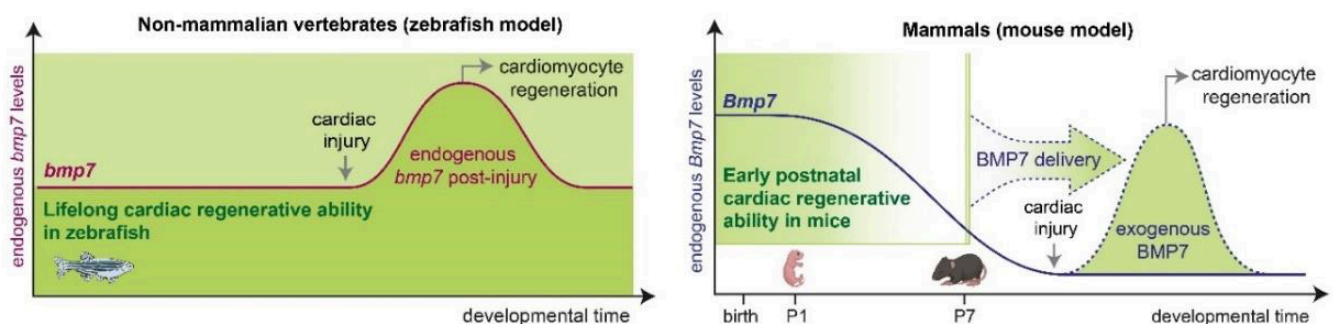 Non-mammalian vertebrates (zebrafish model)
endogenous bmp7 levels
bmp7
cardiac
injury
cardiomyocyte
regeneration
endogenous
bmp7 post-injury
Lifelong cardiac regenerative ability
in zebrafish
developmental time
Mammals (mouse model)
endogenous Bmp7 levels
Bmp7
Early postnatal
cardiac regenerative
ability in mice
BMP7 delivery
cardiac
injury
cardiomyocyte
regeneration
exogenous
BMP7
birth
P1
P7
developmental time